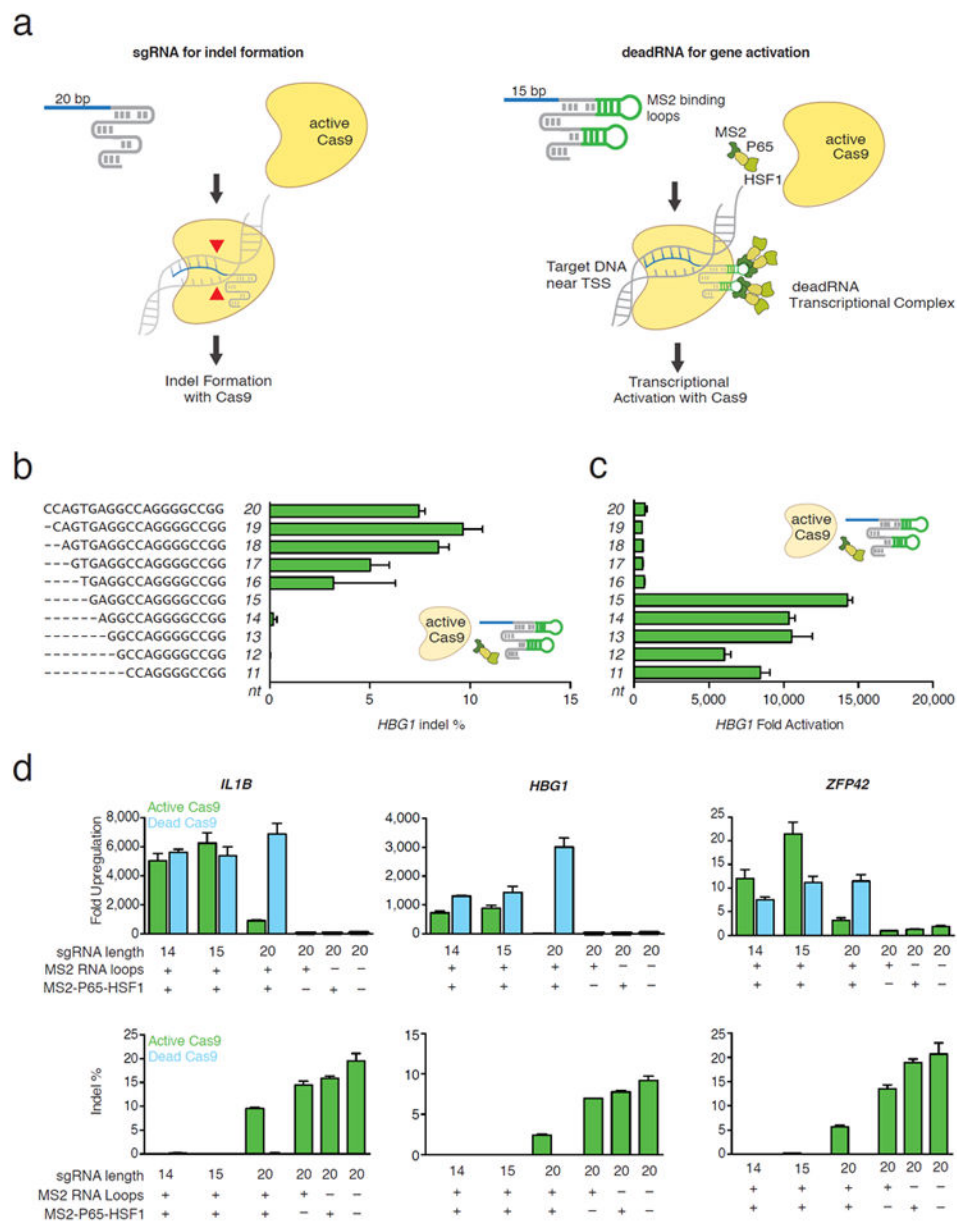 a
sgRNA for indel formation
deadRNA for gene activation
20 bp
active
Cas9
Indel Formation
with Cas9
15 bp
MS2 binding
loops
MS2
P65
HSF1
active
Cas9
Target DNA
near TSS
deadRNA
Transcriptional Complex
Transcriptional
Activation with Cas9
b
CCAGTGAGGCCAGGGGCCGG 20
-CAGTGAGGCCAGGGGCCGG 19
--AGTGAGGCCAGGGGCCGG 18
---GTGAGGCCAGGGGCCGG 17
----TGAGGCCAGGGGCCGG 16
-----GAGGCCAGGGGCCGG 15
------AGGCCAGGGGCCGG 14
-------GGCCAGGGGCCGG 13
--------GCCAGGGGCCGG 12
---------CCAGGGGCCGG 11
nt
0 5 10 15
HBG1 indel %
active
Cas9
c
20
19
18
17
16
15
14
13
12
11
nt
0 5,000 10,000 15,000 20,000
HBG1 Fold Activation
active
Cas9
d
IL1B
Active Cas9
Dead Cas9
Fold Upregulation
8,000
6,000
4,000
2,000
0
HBG1
4,000
3,000
2,000
1,000
0
ZFP42
25
20
15
10
5
0
sgRNA length 14 15 20 20 20 20 14 15 20 20 20 20 14 15 20 20 20 20
MS2 RNA loops + + + + − − + + + + − − + + + + − −
MS2-P65-HSF1 + + + − + − + + + − + − + + + − + −
Active Cas9
Dead Cas9
Indel %
25
20
15
10
5
0
15
10
5
0
25
20
15
10
5
0
sgRNA length 14 15 20 20 20 20 14 15 20 20 20 20 14 15 20 20 20 20
MS2 RNA Loops + + + + − − + + + + − − + + + + − −
MS2-P65-HSF1 + + + − + − + + + − + − + + + − + −